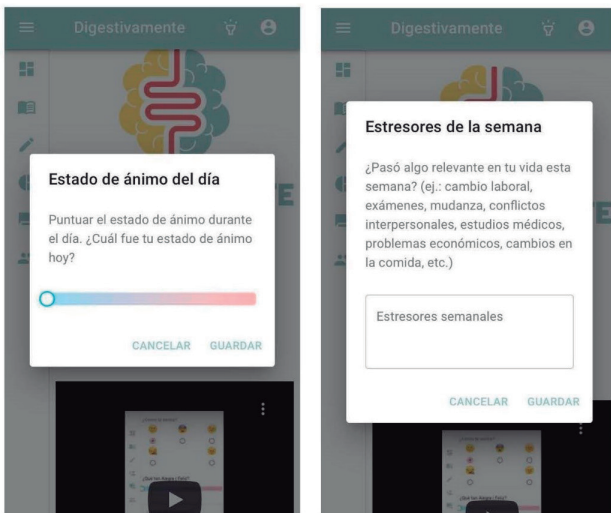 Digestivamente
Estado de ánimo del día
Puntuar el estado de ánimo durante
el día. ¿Cuál fue tu estado de ánimo
hoy?
CANCELAR GUARDAR
Digestivamente
Estresores de la semana
¿Pasó algo relevante en tu vida esta
semana? (ej.: cambio laboral,
exámenes, mudanza, conflictos
interpersonales, estudios médicos,
problemas económicos, cambios en
la comida, etc.)
Estresores semanales
CANCELAR GUARDAR